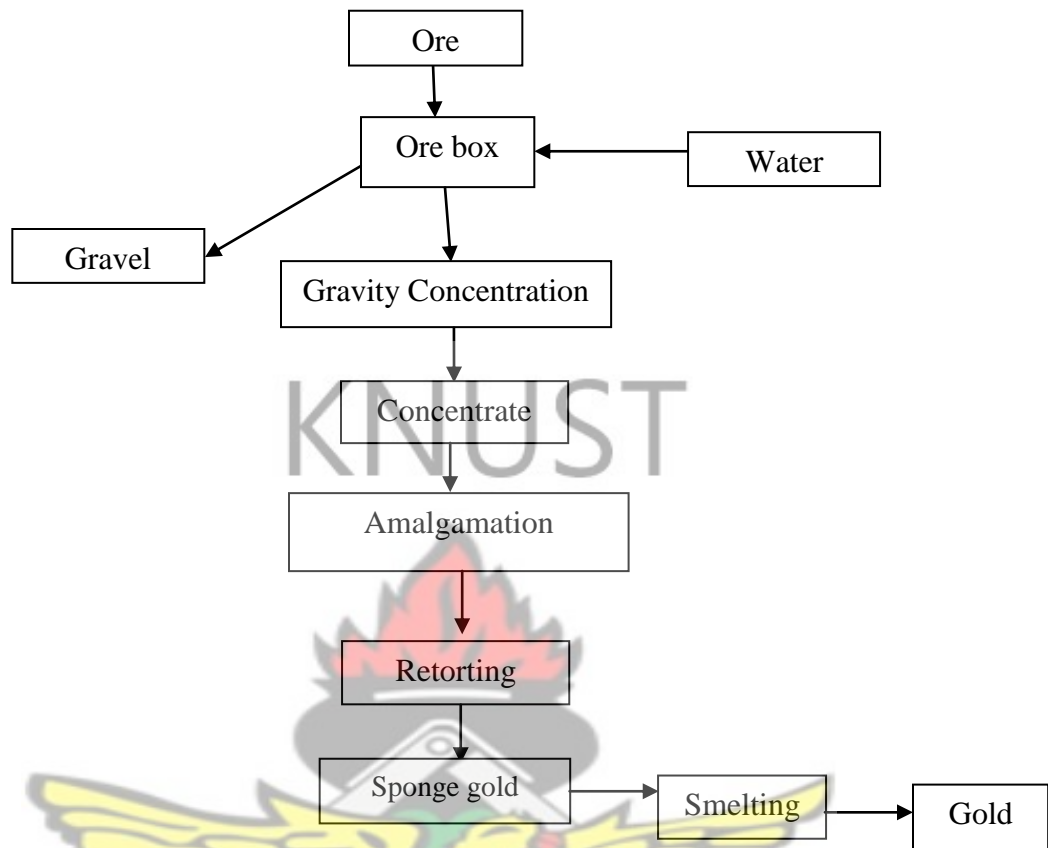 Ore
Ore box
Water
Gravel
Gravity Concentration
KNUST
Concentrate
Amalgamation
Retorting
Sponge gold
Smelting
Gold